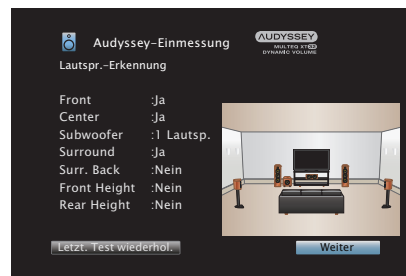 Audyssey-Einmessung
AUDYSSEY
MULTEQ XT32
DYNAMIC VOLUME
Lautspr.-Erkennung
Front :Ja
Center :Ja
Subwoofer :1 Lautsp.
Surround :Ja
Surr. Back :Nein
Front Height :Nein
Rear Height :Nein
Letzt. Test wiederhol.
Weiter